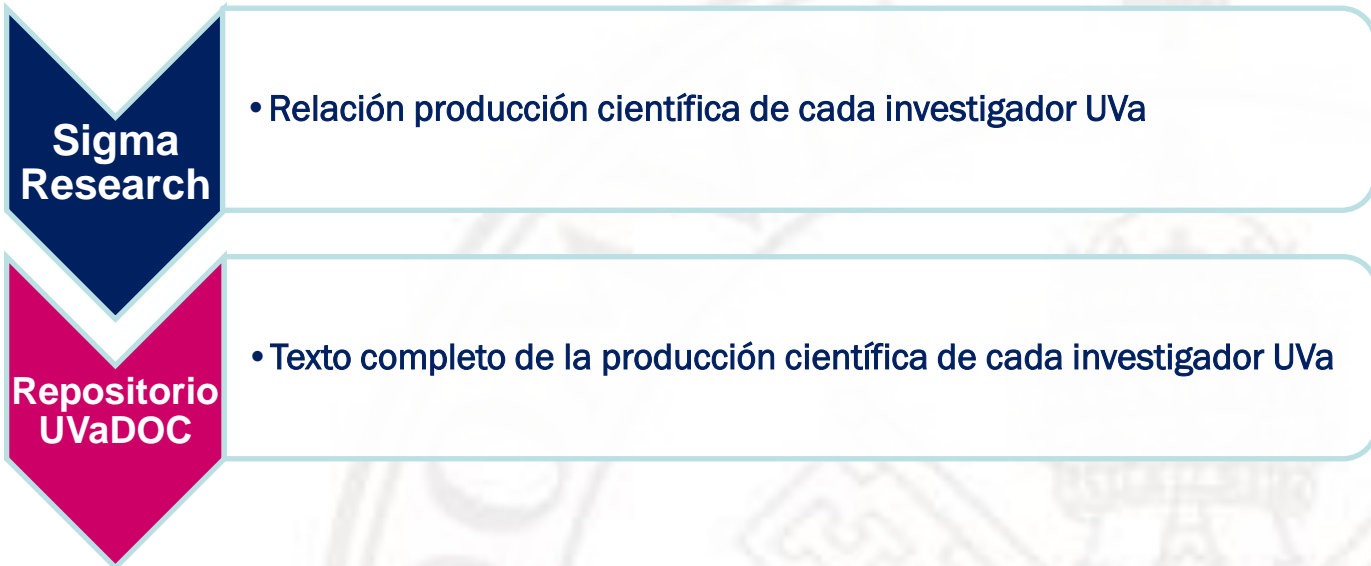 Sigma
Research
• Relación producción científica de cada investigador UVa
Repositorio
UVaDOC
• Texto completo de la producción científica de cada investigador UVa